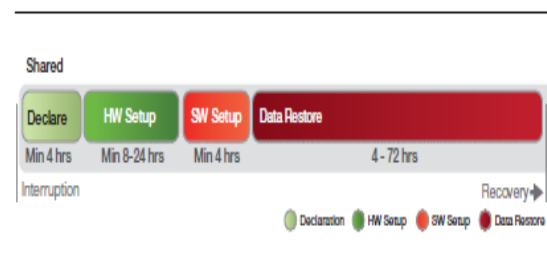 Shared
Declare HW Setup SW Setup Data Restore
Min 4 hrs Min 8-24 hrs Min 4 hrs 4 - 72 hrs
Interruption Recovery
Declaration HW Setup SW Setup Data Restore